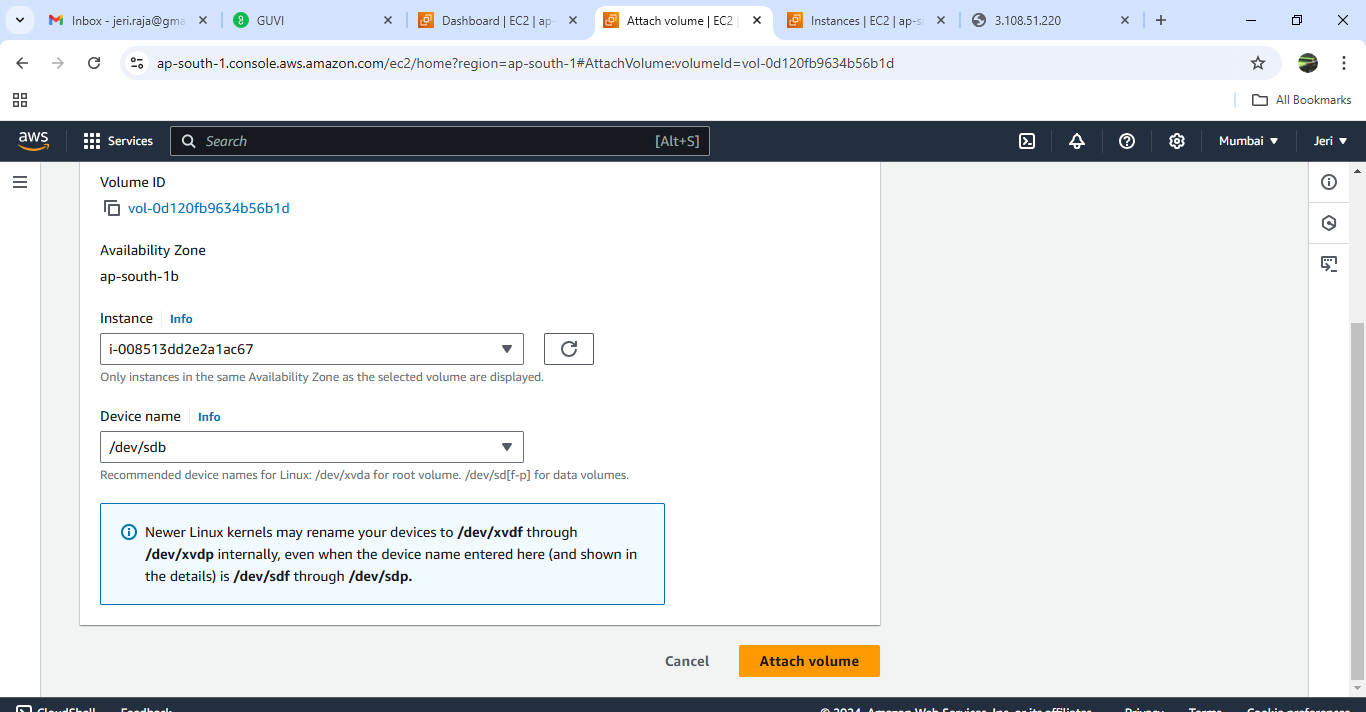 Inbox - jeri.raja@gma
GUVI
Dashboard | EC2 | ap-
Attach volume | EC2 |
Instances | EC2 | ap-s
3.108.51.220
ap-south-1.console.aws.amazon.com/ec2/home?region=ap-south-1#AttachVolume:volumeId=vol-0d120fb9634b56b1d
All Bookmarks
aws
Services
Search
[Alt+S]
Mumbai
Jeri
Volume ID
vol-0d120fb9634b56b1d
Availability Zone
ap-south-1b
Instance Info
i-008513dd2e2a1ac67
Only instances in the same Availability Zone as the selected volume are displayed.
Device name Info
/dev/sdb
Recommended device names for Linux: /dev/xvda for root volume. /dev/sd[f-p] for data volumes.
Newer Linux kernels may rename your devices to /dev/xvdf through
/dev/xvdp internally, even when the device name entered here (and shown in
the details) is /dev/sdf through /dev/sdp.
Cancel
Attach volume
CloudShell
Feedback
© 2024, Amazon Web Services, Inc. or its affiliates.
Privacy
Terms
Cookie preferences